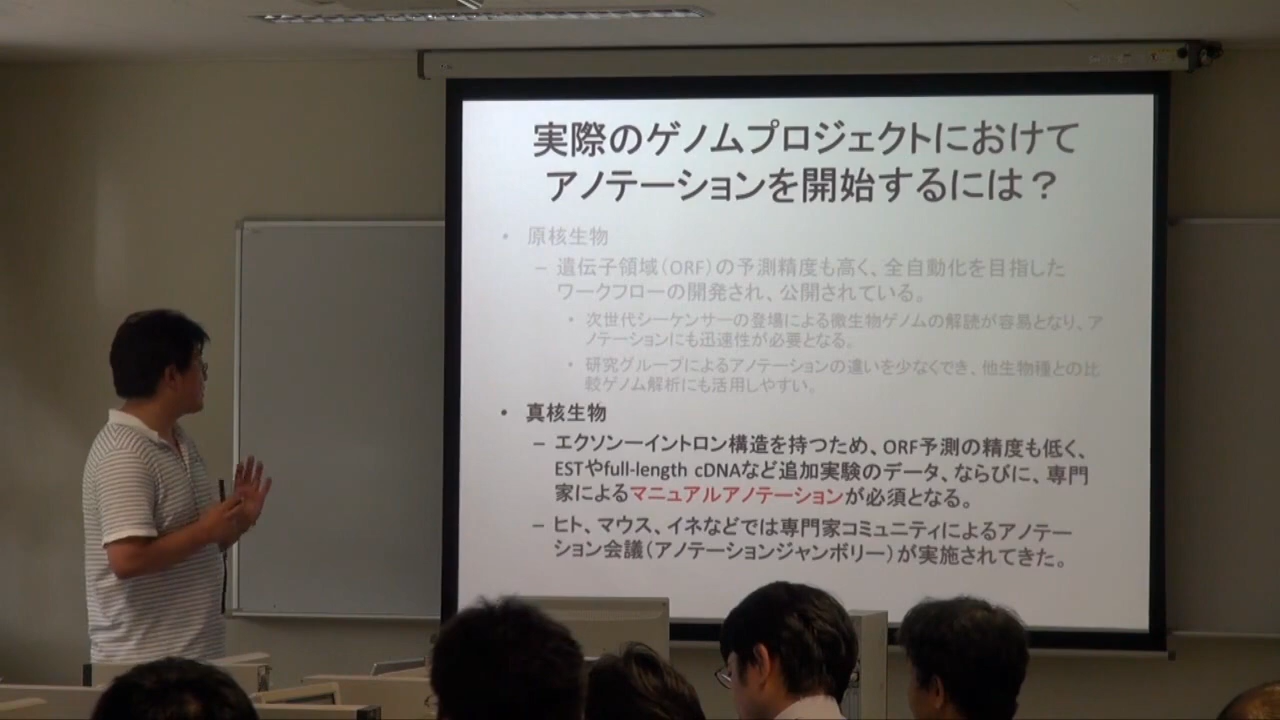 実際のゲノムプロジェクトにおけて
アノテーションを開始するには？
• 原核生物
– 遺伝子領域（ORF）の予測精度も高く、全自動化を目指した
ワークフローの開発され、公開されている。
• 次世代シーケンサーの登場による微生物ゲノムの解読が容易となり、ア
ノテーションにも迅速性が必要となる。
• 研究グループによるアノテーションの違いを少なくでき、他生物種との比
較ゲノム解析にも活用しやすい。
• 真核生物
– エクソンーイントロン構造を持つため、ORF予測の精度も低く、
ESTやfull-length cDNAなど追加実験のデータ、ならびに、専門
家によるマニュアルアノテーションが必須となる。
– ヒト、マウス、イネなどでは専門家コミュニティによるアノテー
ション会議（アノテーションジャンボリー）が実施されてきた。